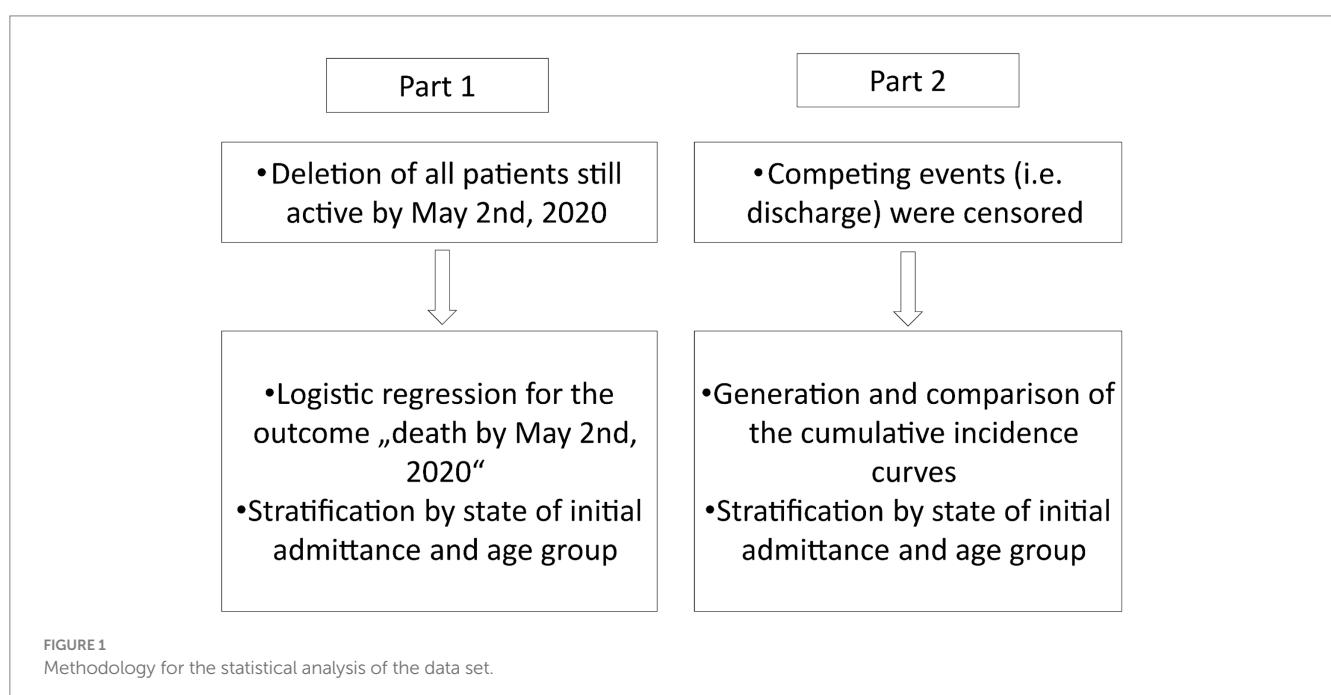 Part 1
•Deletion of all patients still
active by May 2nd, 2020
•Logistic regression for the
outcome „death by May 2nd,
2020“
•Stratification by state of initial
admittance and age group
Part 2
•Competing events (i.e.
discharge) were censored
•Generation and comparison of
the cumulative incidence
curves
•Stratification by state of initial
admittance and age group
FIGURE 1
Methodology for the statistical analysis of the data set.